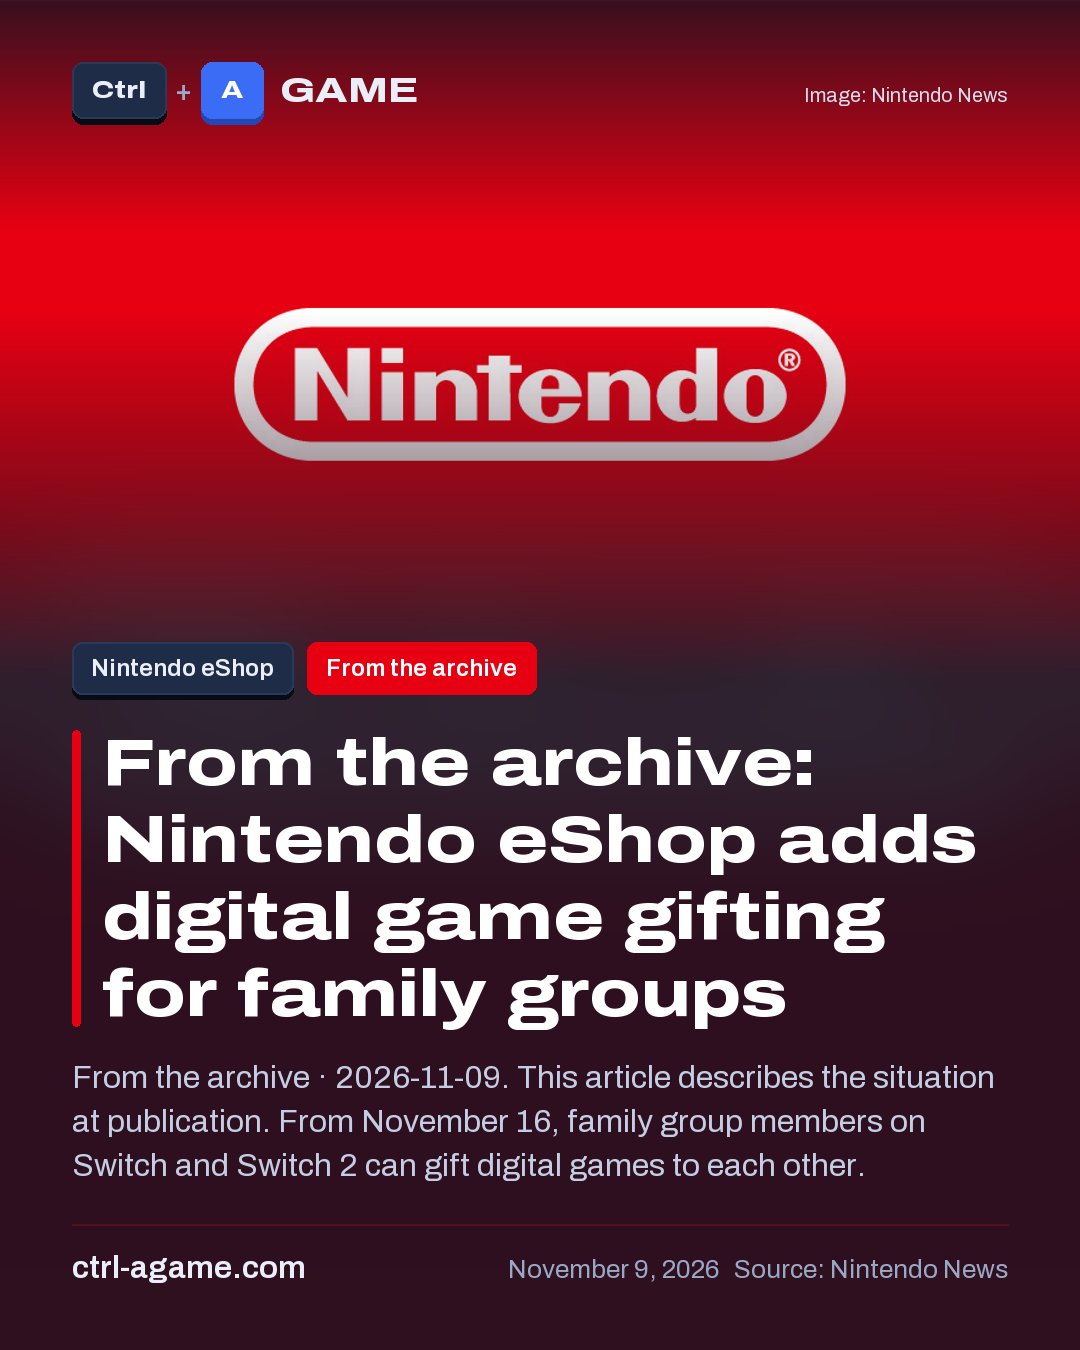 Ctrl + A GAME
Image: Nintendo News
Nintendo®
Nintendo eShop
From the archive
From the archive:
Nintendo eShop adds
digital game gifting
for family groups
From the archive · 2026-11-09. This article describes the situation
at publication. From November 16, family group members on
Switch and Switch 2 can gift digital games to each other.
ctrl-agame.com
November 9, 2026 Source: Nintendo News